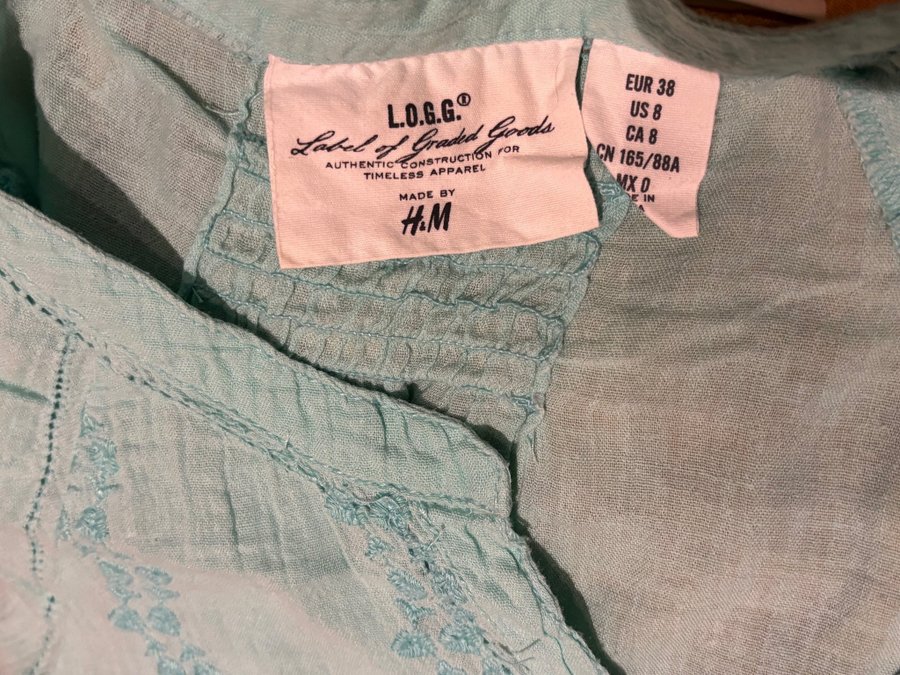 L.O.G.G.®
Label of Graded Goods
AUTHENTIC CONSTRUCTION FOR
TIMELESS APPAREL
MADE BY
H&M
EUR 38
US 8
CA 8
CN 165/88A
MX 0
IN